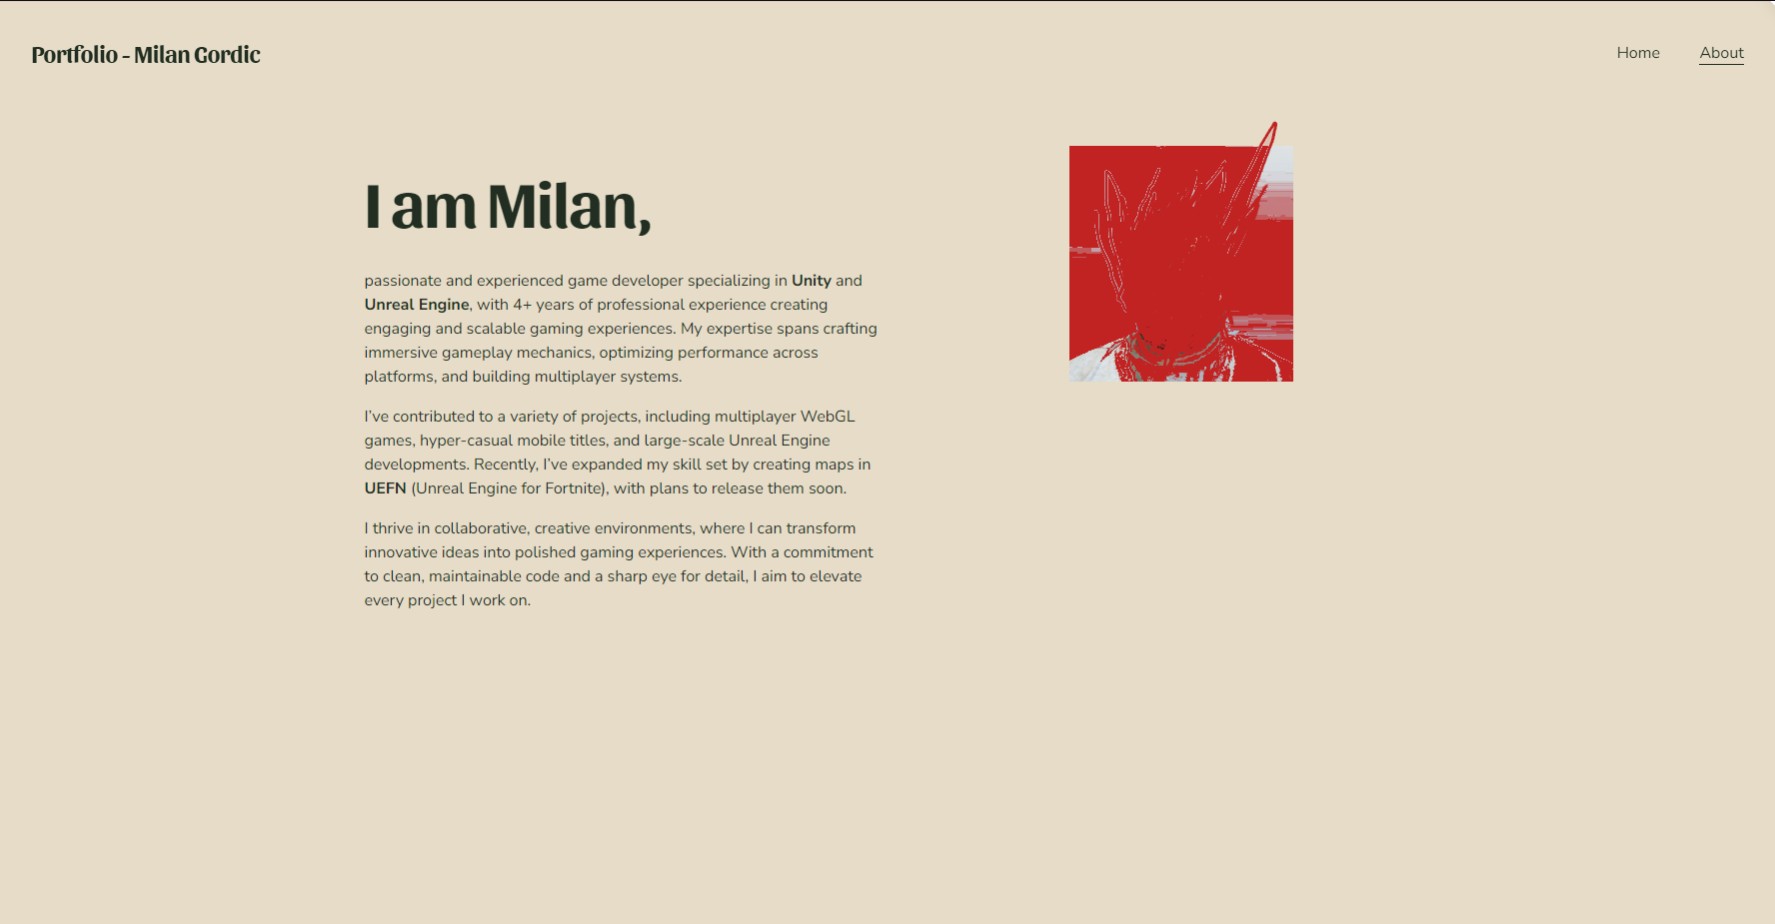 Portfolio - Milan Gordic
Home
About
I am Milan,
passionate and experienced game developer specializing in Unity and
Unreal Engine, with 4+ years of professional experience creating
engaging and scalable gaming experiences. My expertise spans crafting
immersive gameplay mechanics, optimizing performance across
platforms, and building multiplayer systems.
I’ve contributed to a variety of projects, including multiplayer WebGL
games, hyper-casual mobile titles, and large-scale Unreal Engine
developments. Recently, I’ve expanded my skill set by creating maps in
UEFN (Unreal Engine for Fortnite), with plans to release them soon.
I thrive in collaborative, creative environments, where I can transform
innovative ideas into polished gaming experiences. With a commitment
to clean, maintainable code and a sharp eye for detail, I aim to elevate
every project I work on.